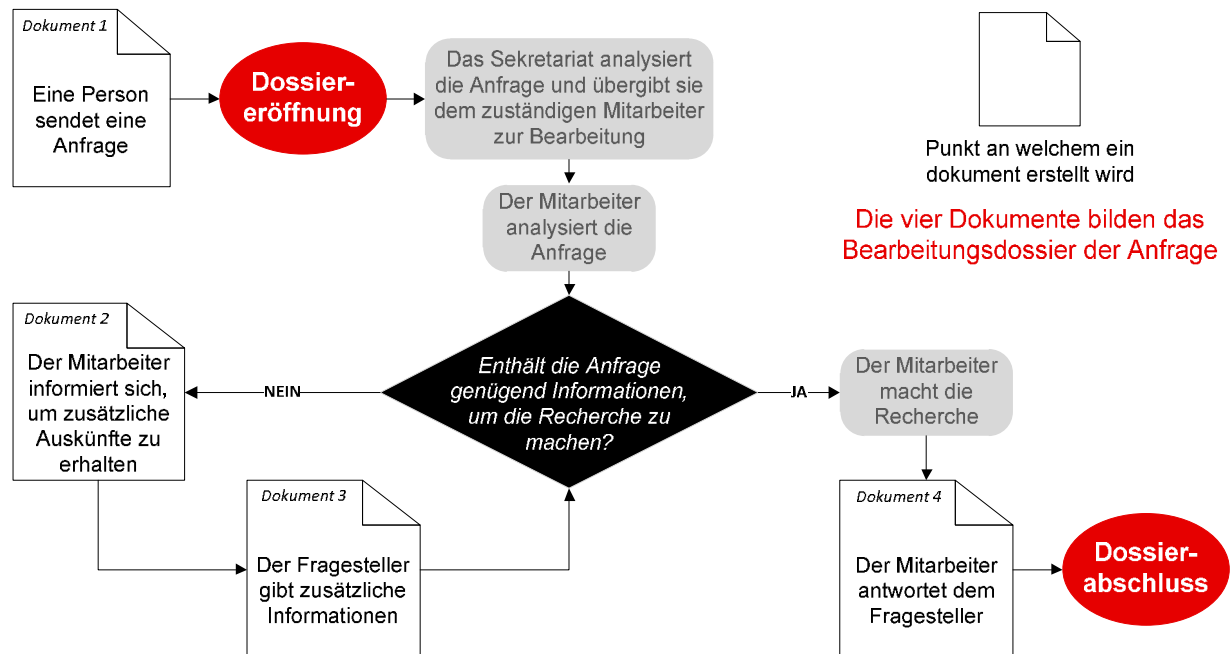 Dokument 1
Eine Person
sendet eine
Anfrage
Dossier-
eröffnung
Das Sekretariat analysiert
die Anfrage und übergibt sie
dem zuständigen Mitarbeiter
zur Bearbeitung
Punkt an welchem ein
dokument erstellt wird
Die vier Dokumente bilden das
Bearbeitungsdossier der Anfrage
Der Mitarbeiter
analysiert die
Anfrage
Enthält die Anfrage
genügend Informationen,
um die Recherche zu
machen?
NEIN
Dokument 2
Der Mitarbeiter
informiert sich,
um zusätzliche
Auskünfte zu
erhalten
Dokument 3
Der Fragesteller
gibt zusätzliche
Informationen
JA
Der Mitarbeiter
macht die
Recherche
Dokument 4
Der Mitarbeiter
antwortet dem
Fragesteller
Dossier-
abschluss